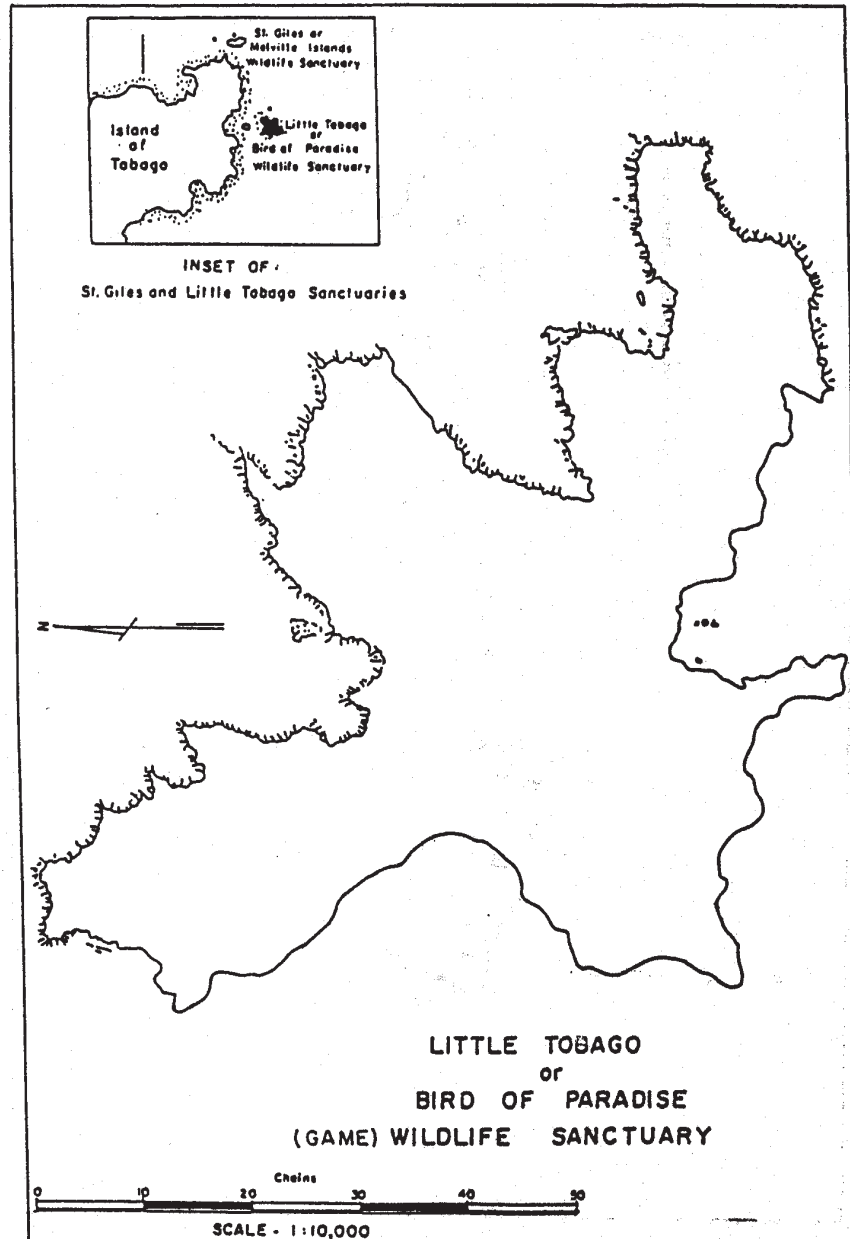 St. Giles or
Melville Islands
Wildlife Sanctuary
Island
of
Tobago
Little Tobago
or
Bird of Paradise
Wildlife Sanctuary
INSET OF:
St. Giles and Little Tobago Sanctuaries
N
LITTLE TOBAGO
or
BIRD OF PARADISE
(GAME) WILDLIFE SANCTUARY
Chains
0 10 20 30 40 50
SCALE - 1:10,000